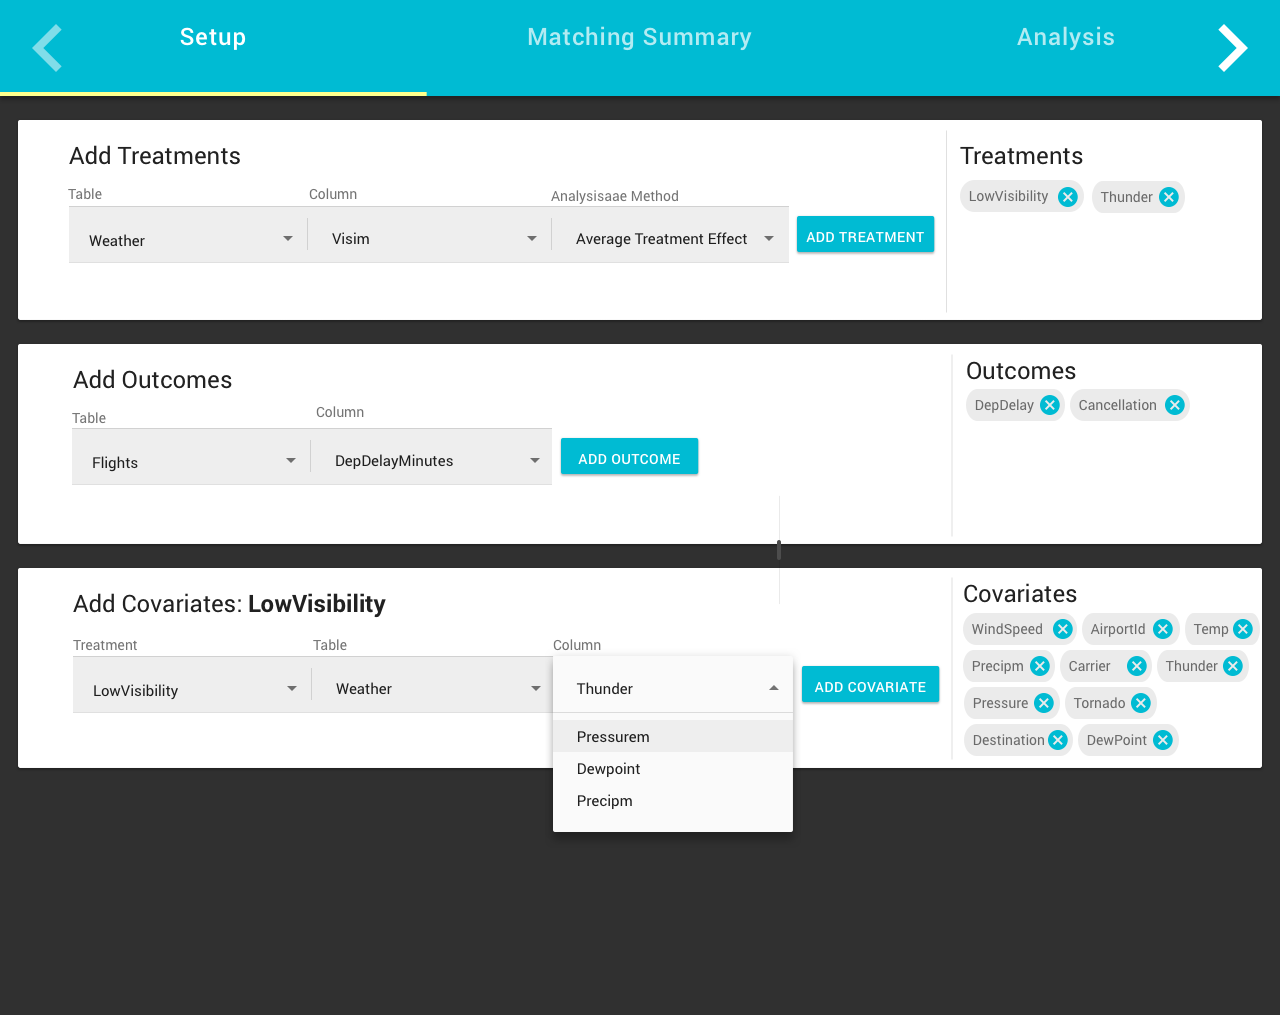 Setup
Matching Summary
Analysis
Add Treatments
Table
Column
Analysisaae Method
Weather
Visim
Average Treatment Effect
ADD TREATMENT
Treatments
LowVisibility
Thunder
Add Outcomes
Table
Column
Flights
DepDelayMinutes
ADD OUTCOME
Outcomes
DepDelay
Cancellation
Add Covariates: LowVisibility
Treatment
Table
Column
LowVisibility
Weather
Thunder
Pressurem
Dewpoint
Precipm
ADD COVARIATE
Covariates
WindSpeed
AirportId
Temp
Precipm
Carrier
Thunder
Pressure
Tornado
Destination
DewPoint